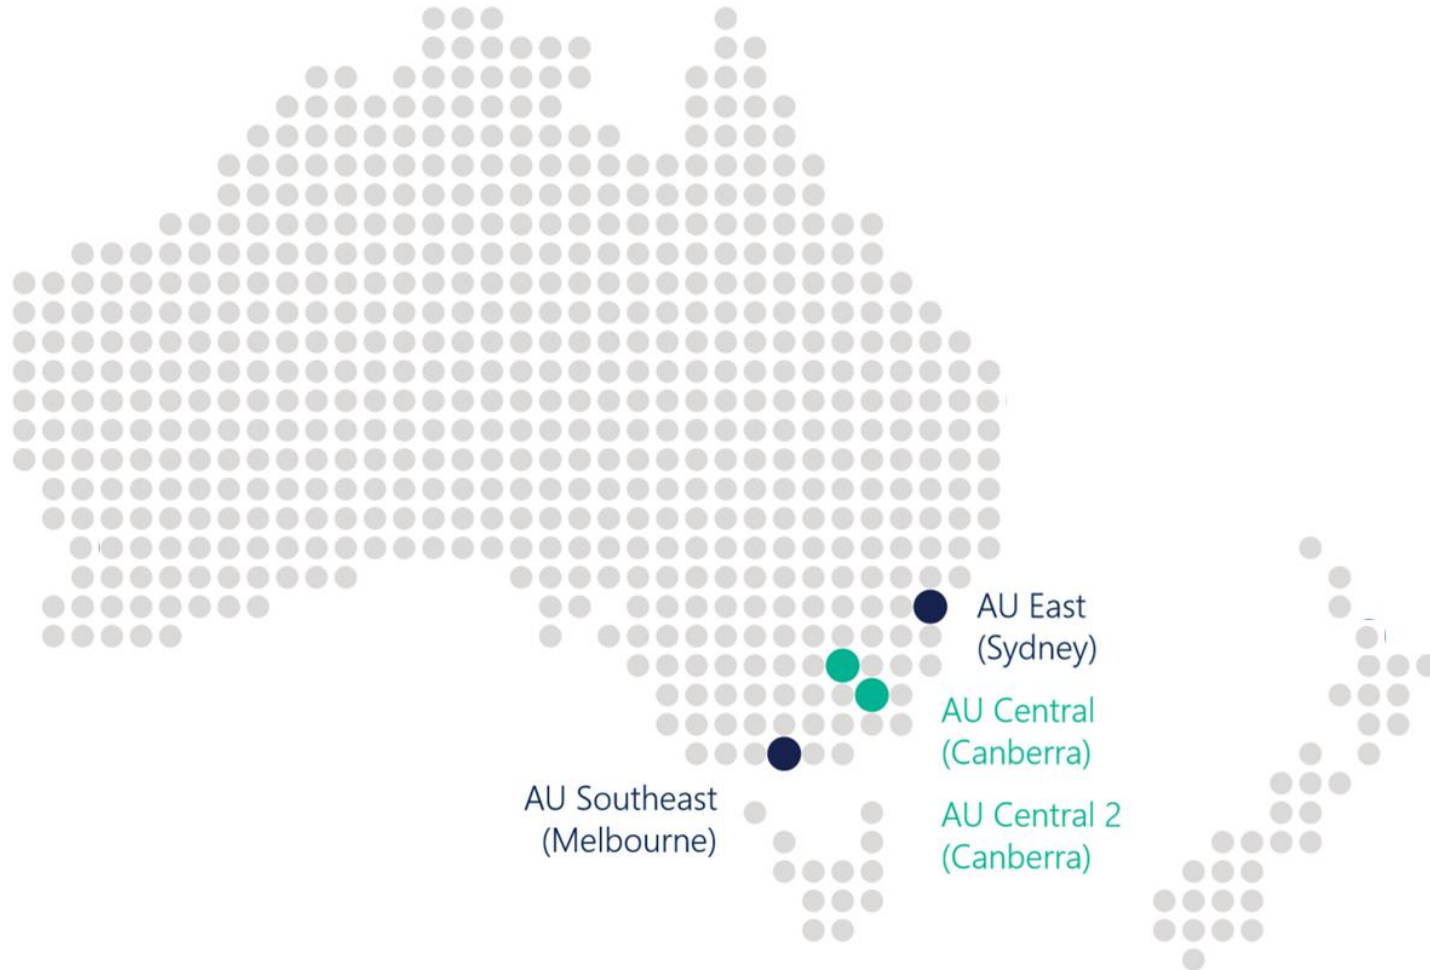 AU East
(Sydney)
AU Central
(Canberra)
AU Southeast
(Melbourne)
AU Central 2
(Canberra)